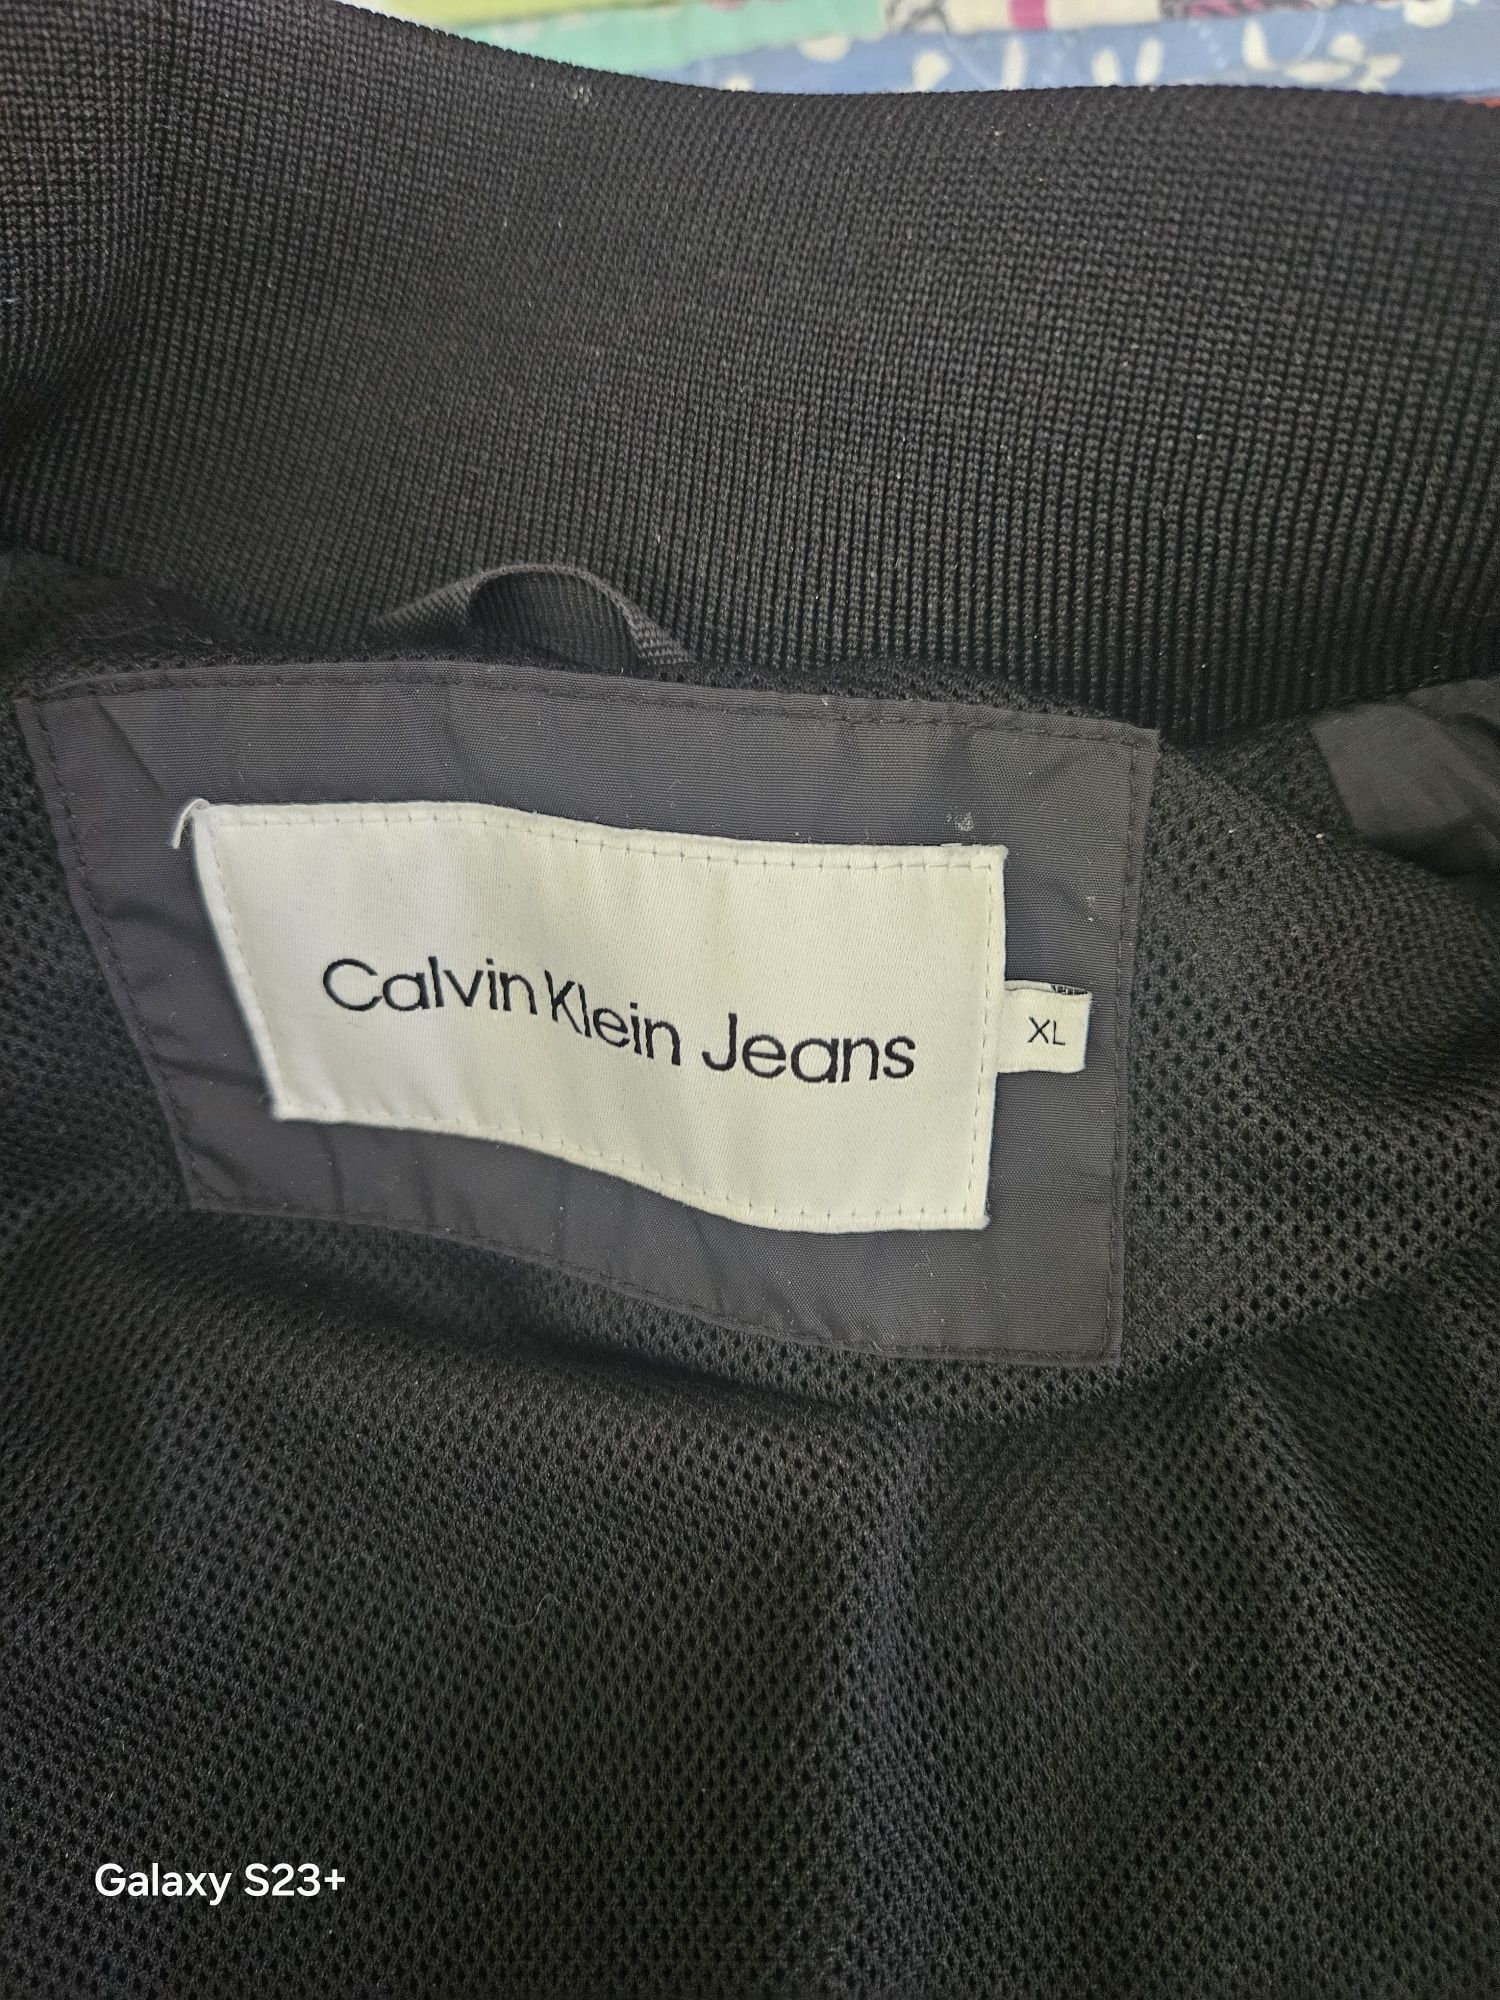 Calvin Klein Jeans
XL
Galaxy S23+